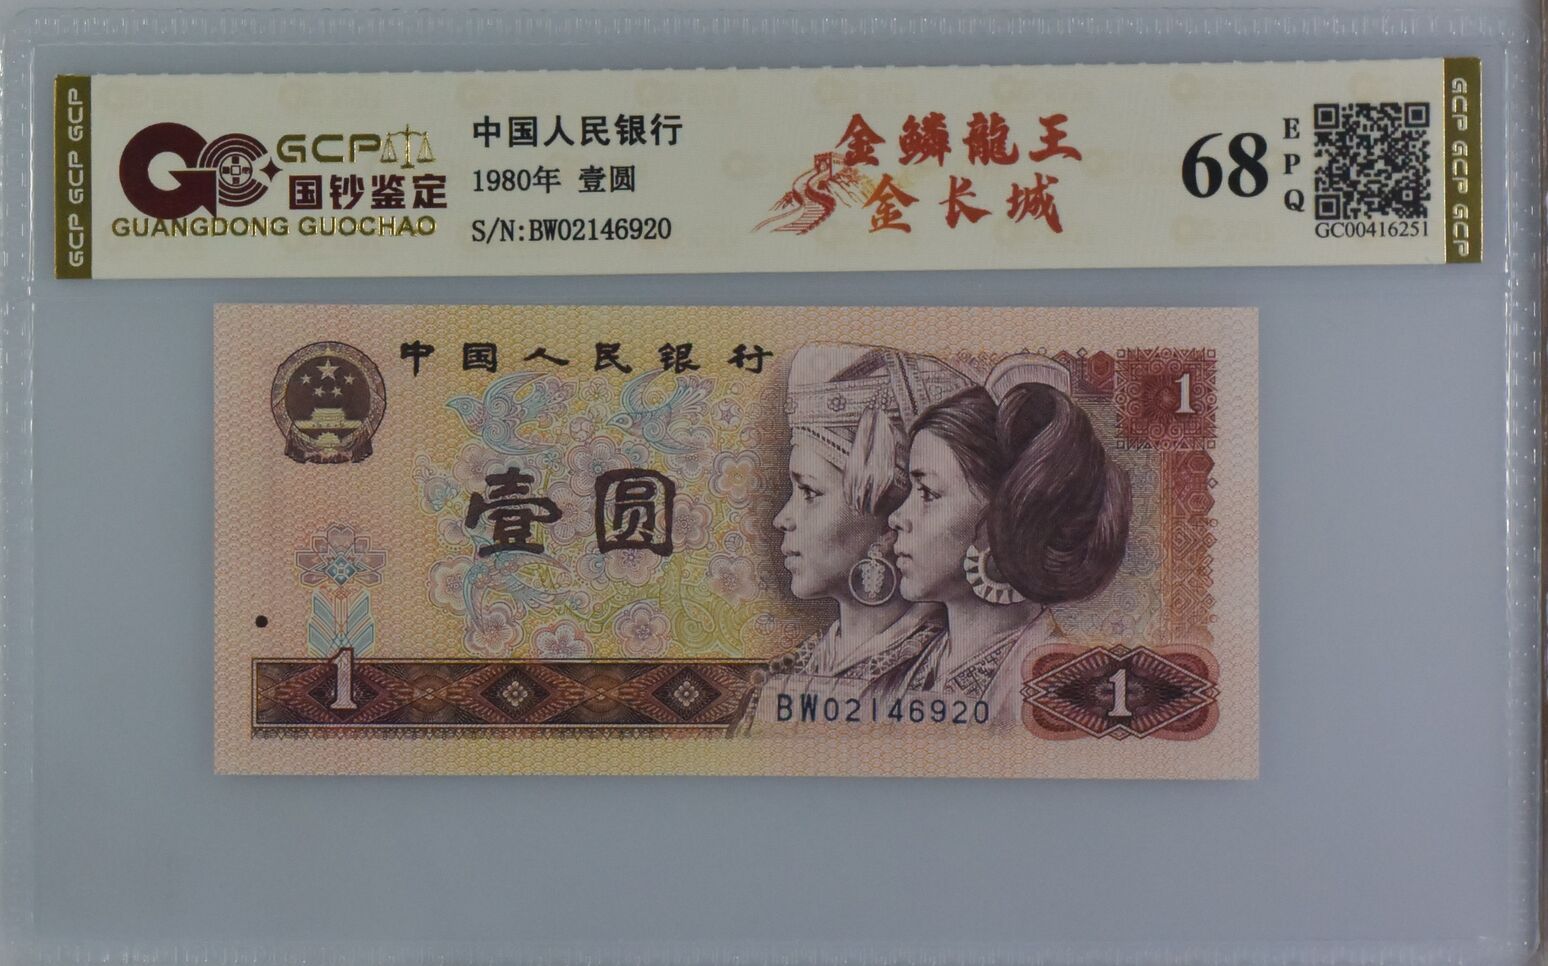 GCP GCP GCP
GCP
国钞鉴定
GUANGDONG GUOCHAO
中国人民银行
1980年 壹圆
S/N:BW02146920
金鳞龍王
金长城
68
EPQ
GC00416251
GCP GCP GCP
中国人民银行
1
壹圆
1
BW02146920
1